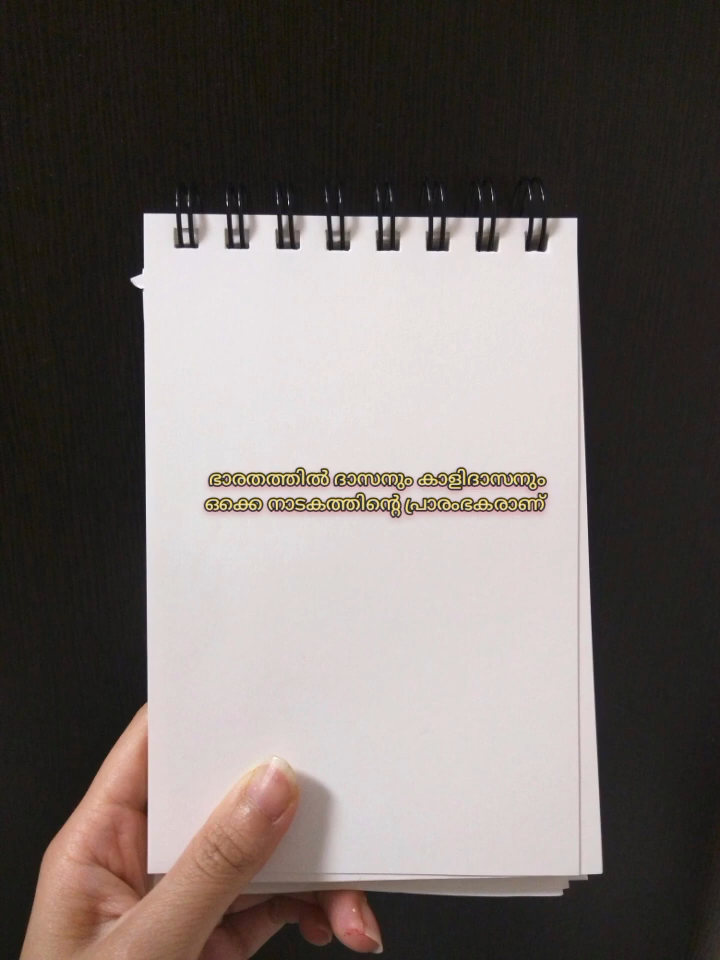 ഭാരതത്തിൽ ദാസനും കാളിദാസനും
ഒക്കെ നാടകത്തിന്റെ പ്രാരംഭകരാണ്